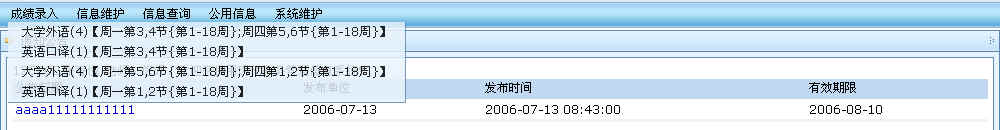 成绩录入 信息维护 信息查询 公用信息 系统维护
大学外语(4)【周一第3,4节{第1-18周};周四第5,6节{第1-18周}】
英语口译(1)【周二第3,4节{第1-18周}】
大学外语(4)【周一第5,6节{第1-18周};周四第1,2节{第1-18周}】
英语口译(1)【周一第1,2节{第1-18周}】
发布单位 发布时间 有效期限
aaaa11111111111 2006-07-13 2006-07-13 08:43:00 2006-08-10